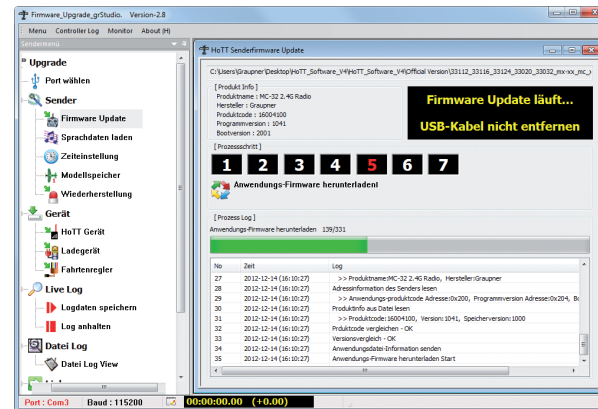 Firmware_Upgrade_grStudio. Version-2.8
Menu Controller Log Monitor About (H)
Sendermenü
Upgrade
Port wählen
Sender
Firmware Update
Sprachdaten laden
Zeiteinstellung
Modellspeicher
Wiederherstellung
Gerät
HoTT Gerät
Ladegerät
Fahrtenregler
Live Log
Logdaten speichern
Log anhalten
Datei Log
Datei Log View
Port : Com3 Baud : 115200 00:00:00.00 (+0.00)
HoTT Senderfirmware Update
C:\Users\Graupner\Desktop\HoTT_Software_V4\HoTT_Software_V4\Official Version\33112_33116_33124_33020_33032_mx-xx_mc_
[ Produkt Info ]
Produktname : MC-32 2.4G Radio
Hersteller : Graupner
Produktcode : 16004100
Programmversion : 1041
Bootversion : 2001
Firmware Update läuft...
USB-Kabel nicht entfernen
[ Prozessschritt ]
1 2 3 4 5 6 7
Anwendungs-Firmware herunterladen!
[ Prozess Log ]
Anwendungs-Firmware herunterladen 139/331
No Zeit Log
27 2012-12-14 (16:10:27) >> Produktname:MC-32 2.4G Radio, Hersteller:Graupner
28 2012-12-14 (16:10:27) Adressinformation des Senders lesen
29 2012-12-14 (16:10:27) >> Anwendungs-produktcode Adresse:0x200, Programmversion Adresse:0x204, Bo
30 2012-12-14 (16:10:27) Produktinfo aus Datei lesen
31 2012-12-14 (16:10:27) >> Produktcode:16004100, Version:1041, Speicherversion:1000
32 2012-12-14 (16:10:27) Prduktcode vergleichen - OK
33 2012-12-14 (16:10:27) Versionsvergleich - OK
34 2012-12-14 (16:10:27) Anwendungsdatei-Information senden
35 2012-12-14 (16:10:27) Anwendungs-Firmware herunterladen Start